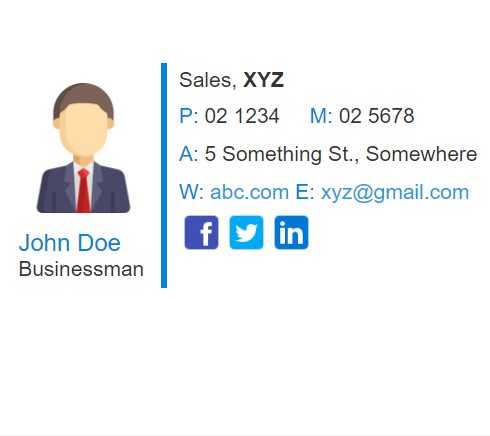 John Doe
Businessman
Sales, XYZ
P: 02 1234 M: 02 5678
A: 5 Something St., Somewhere
W: abc.com E: xyz@gmail.com
f in